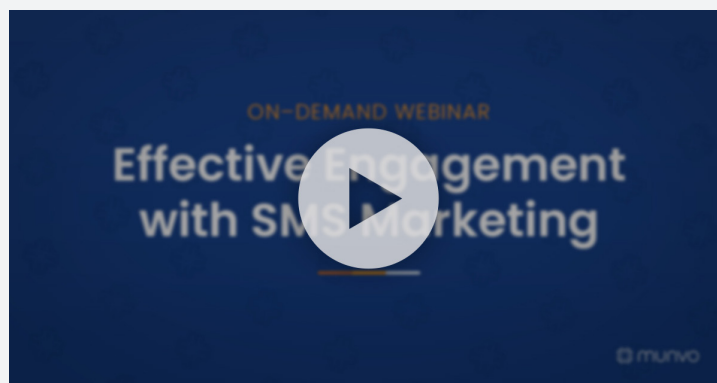 ON-DEMAND WEBINAR
Effective Engagement
with SMS Marketing
munvo